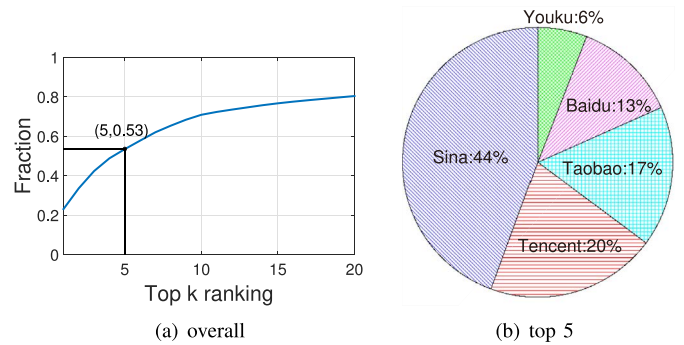 1
0.8
0.6
0.4
0.2
0
Fraction
(5,0.53)
5
10
15
20
Top k ranking
(a) overall
Youku:6%
Baidu:13%
Taobao:17%
Tencent:20%
Sina:44%
(b) top 5